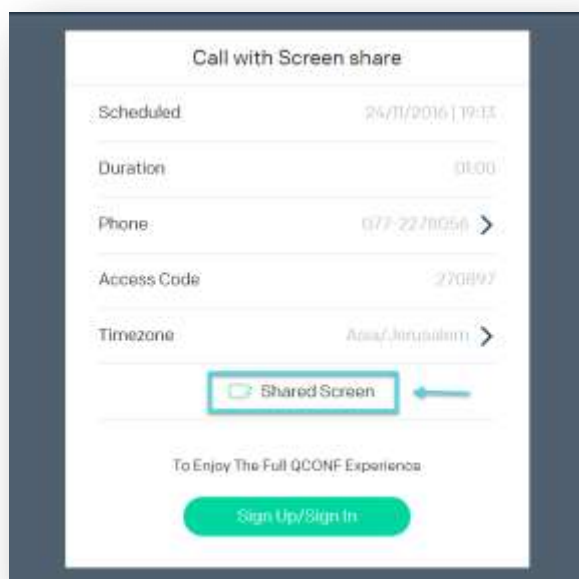 Call with Screen share
Scheduled 24/11/2016 | 19:13
Duration 01:00
Phone
Access Code 270897
Timezone Asia/Jerusalem
Shared Screen
To Enjoy The Full QCONF Experience
Sign Up/Sign In